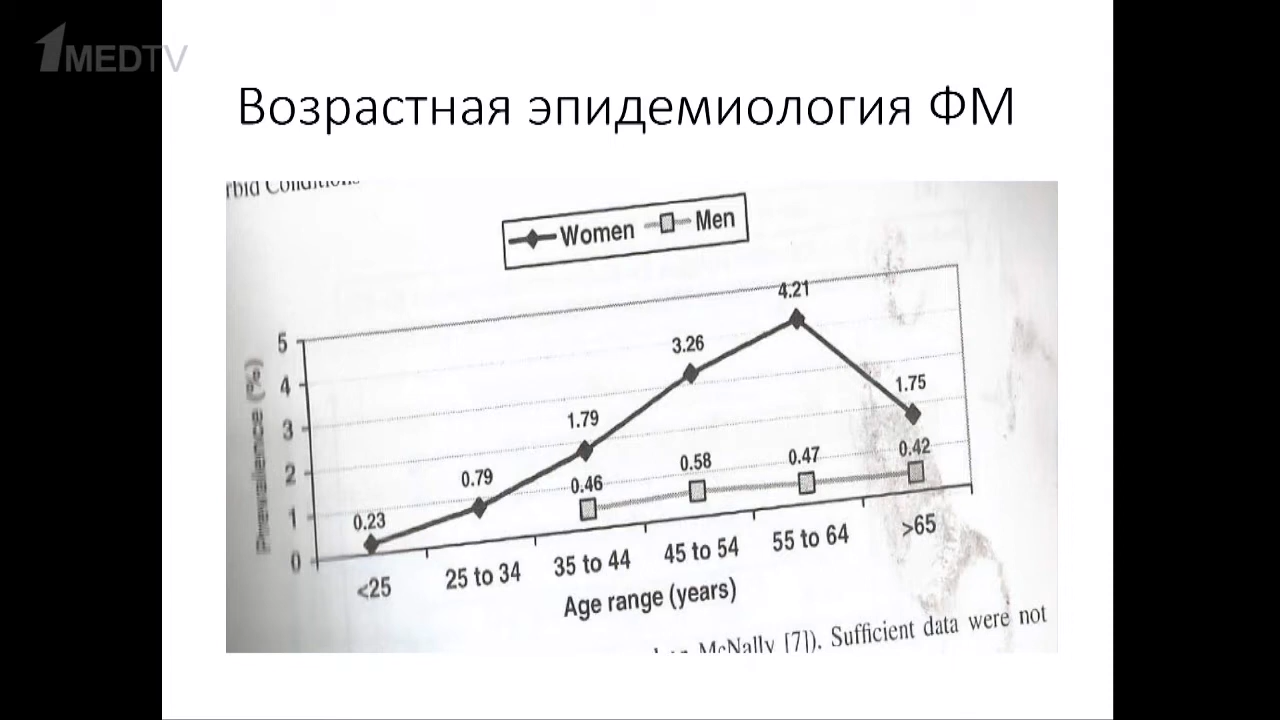 1MEDTV
Возрастная эпидемиология ФМ
Women Men
Prevalence (%)
5
4
3
2
1
0
0.23
0.79
1.79
3.26
4.21
1.75
0.46
0.58
0.47
0.42
<25
25 to 34
35 to 44
45 to 54
55 to 64
>65
Age range (years)
McNally [7]). Sufficient data were not